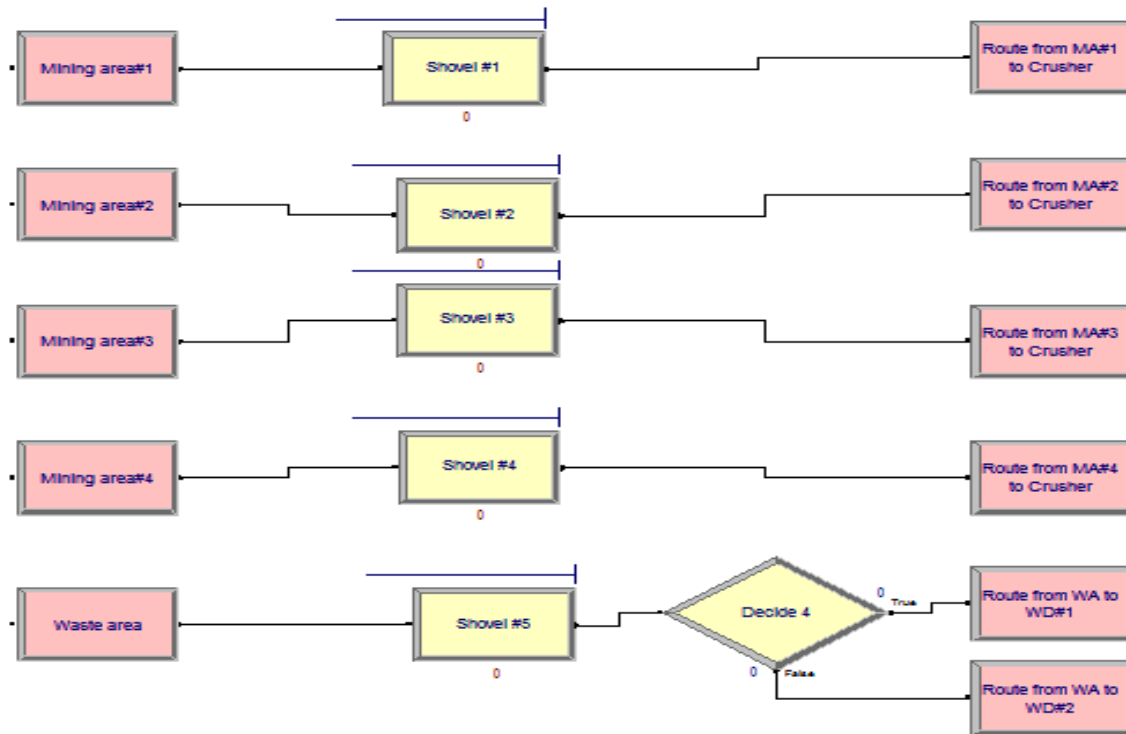 Mining area#1
Shovel #1
0
Route from MA#1
to Crusher
Mining area#2
Shovel #2
0
Route from MA#2
to Crusher
Mining area#3
Shovel #3
0
Route from MA#3
to Crusher
Mining area#4
Shovel #4
0
Route from MA#4
to Crusher
Waste area
Shovel #5
0
Decide 4
0
True
0
False
Route from WA to
WD#1
Route from WA to
WD#2